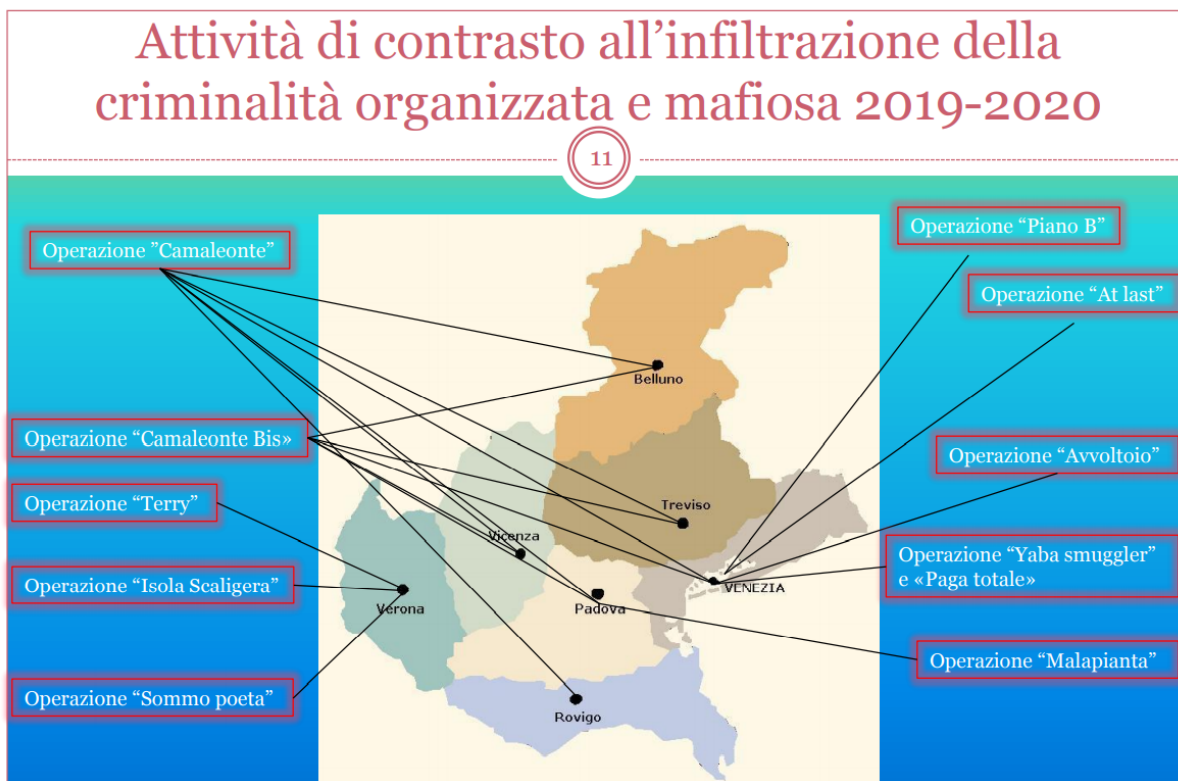 Attività di contrasto all’infiltrazione della
criminalità organizzata e mafiosa 2019-2020
11
Operazione ”Camaleonte”
Operazione “Camaleonte Bis»
Operazione “Terry”
Operazione “Isola Scaligera”
Operazione “Sommo poeta”
Belluno
Treviso
Vicenza
Verona
Padova
VENEZIA
Rovigo
Operazione “Piano B”
Operazione “At last”
Operazione “Avvoltoio”
Operazione “Yaba smuggler”
e «Paga totale»
Operazione “Malapianta”